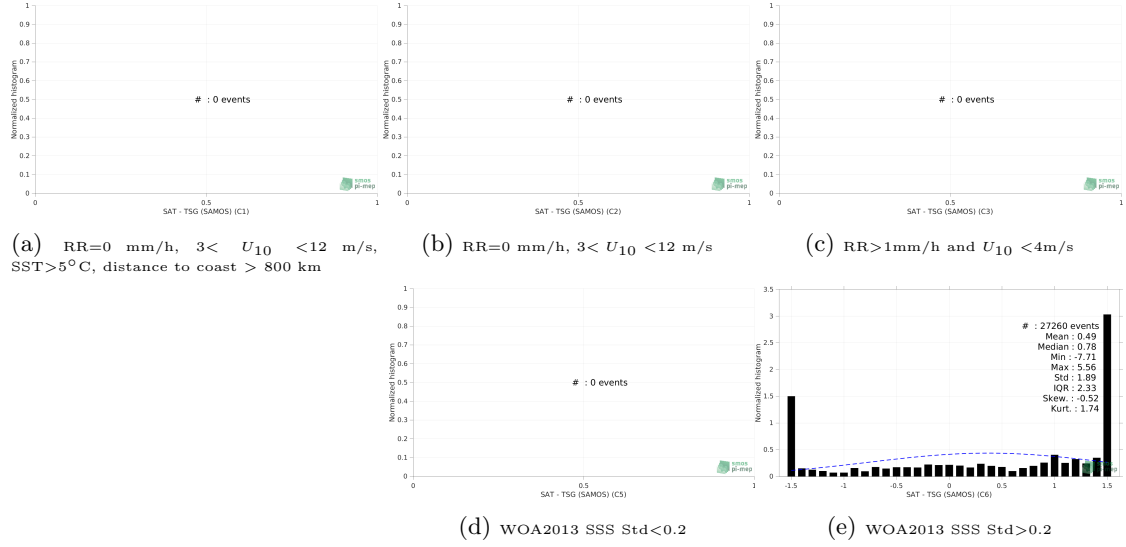 1
0.9
0.8
0.7
0.6
0.5
0.4
0.3
0.2
0.1
0
Normalized histogram
# : 0 events
smos
pi-mep
0 0.5 1
SAT - TSG (SAMOS) (C1)
1
0.9
0.8
0.7
0.6
0.5
0.4
0.3
0.2
0.1
0
Normalized histogram
# : 0 events
smos
pi-mep
0 0.5 1
SAT - TSG (SAMOS) (C2)
1
0.9
0.8
0.7
0.6
0.5
0.4
0.3
0.2
0.1
0
Normalized histogram
# : 0 events
smos
pi-mep
0 0.5 1
SAT - TSG (SAMOS) (C3)
(a) RR=0 mm/h, 3< U10 <12 m/s,
SST>5°C, distance to coast > 800 km
(b) RR=0 mm/h, 3< U10 <12 m/s
(c) RR>1mm/h and U10 <4m/s
1
0.9
0.8
0.7
0.6
0.5
0.4
0.3
0.2
0.1
0
Normalized histogram
# : 0 events
smos
pi-mep
0 0.5 1
SAT - TSG (SAMOS) (C5)
3.5
3
2.5
2
1.5
1
0.5
0
Normalized histogram
# : 27260 events
Mean : 0.49
Median : 0.78
Min : -7.71
Max : 5.56
Std : 1.89
IQR : 2.33
Skew. : -0.52
Kurt. : 1.74
smos
pi-mep
-1.5 -1 -0.5 0 0.5 1 1.5
SAT - TSG (SAMOS) (C6)
(d) WOA2013 SSS Std<0.2
(e) WOA2013 SSS Std>0.2